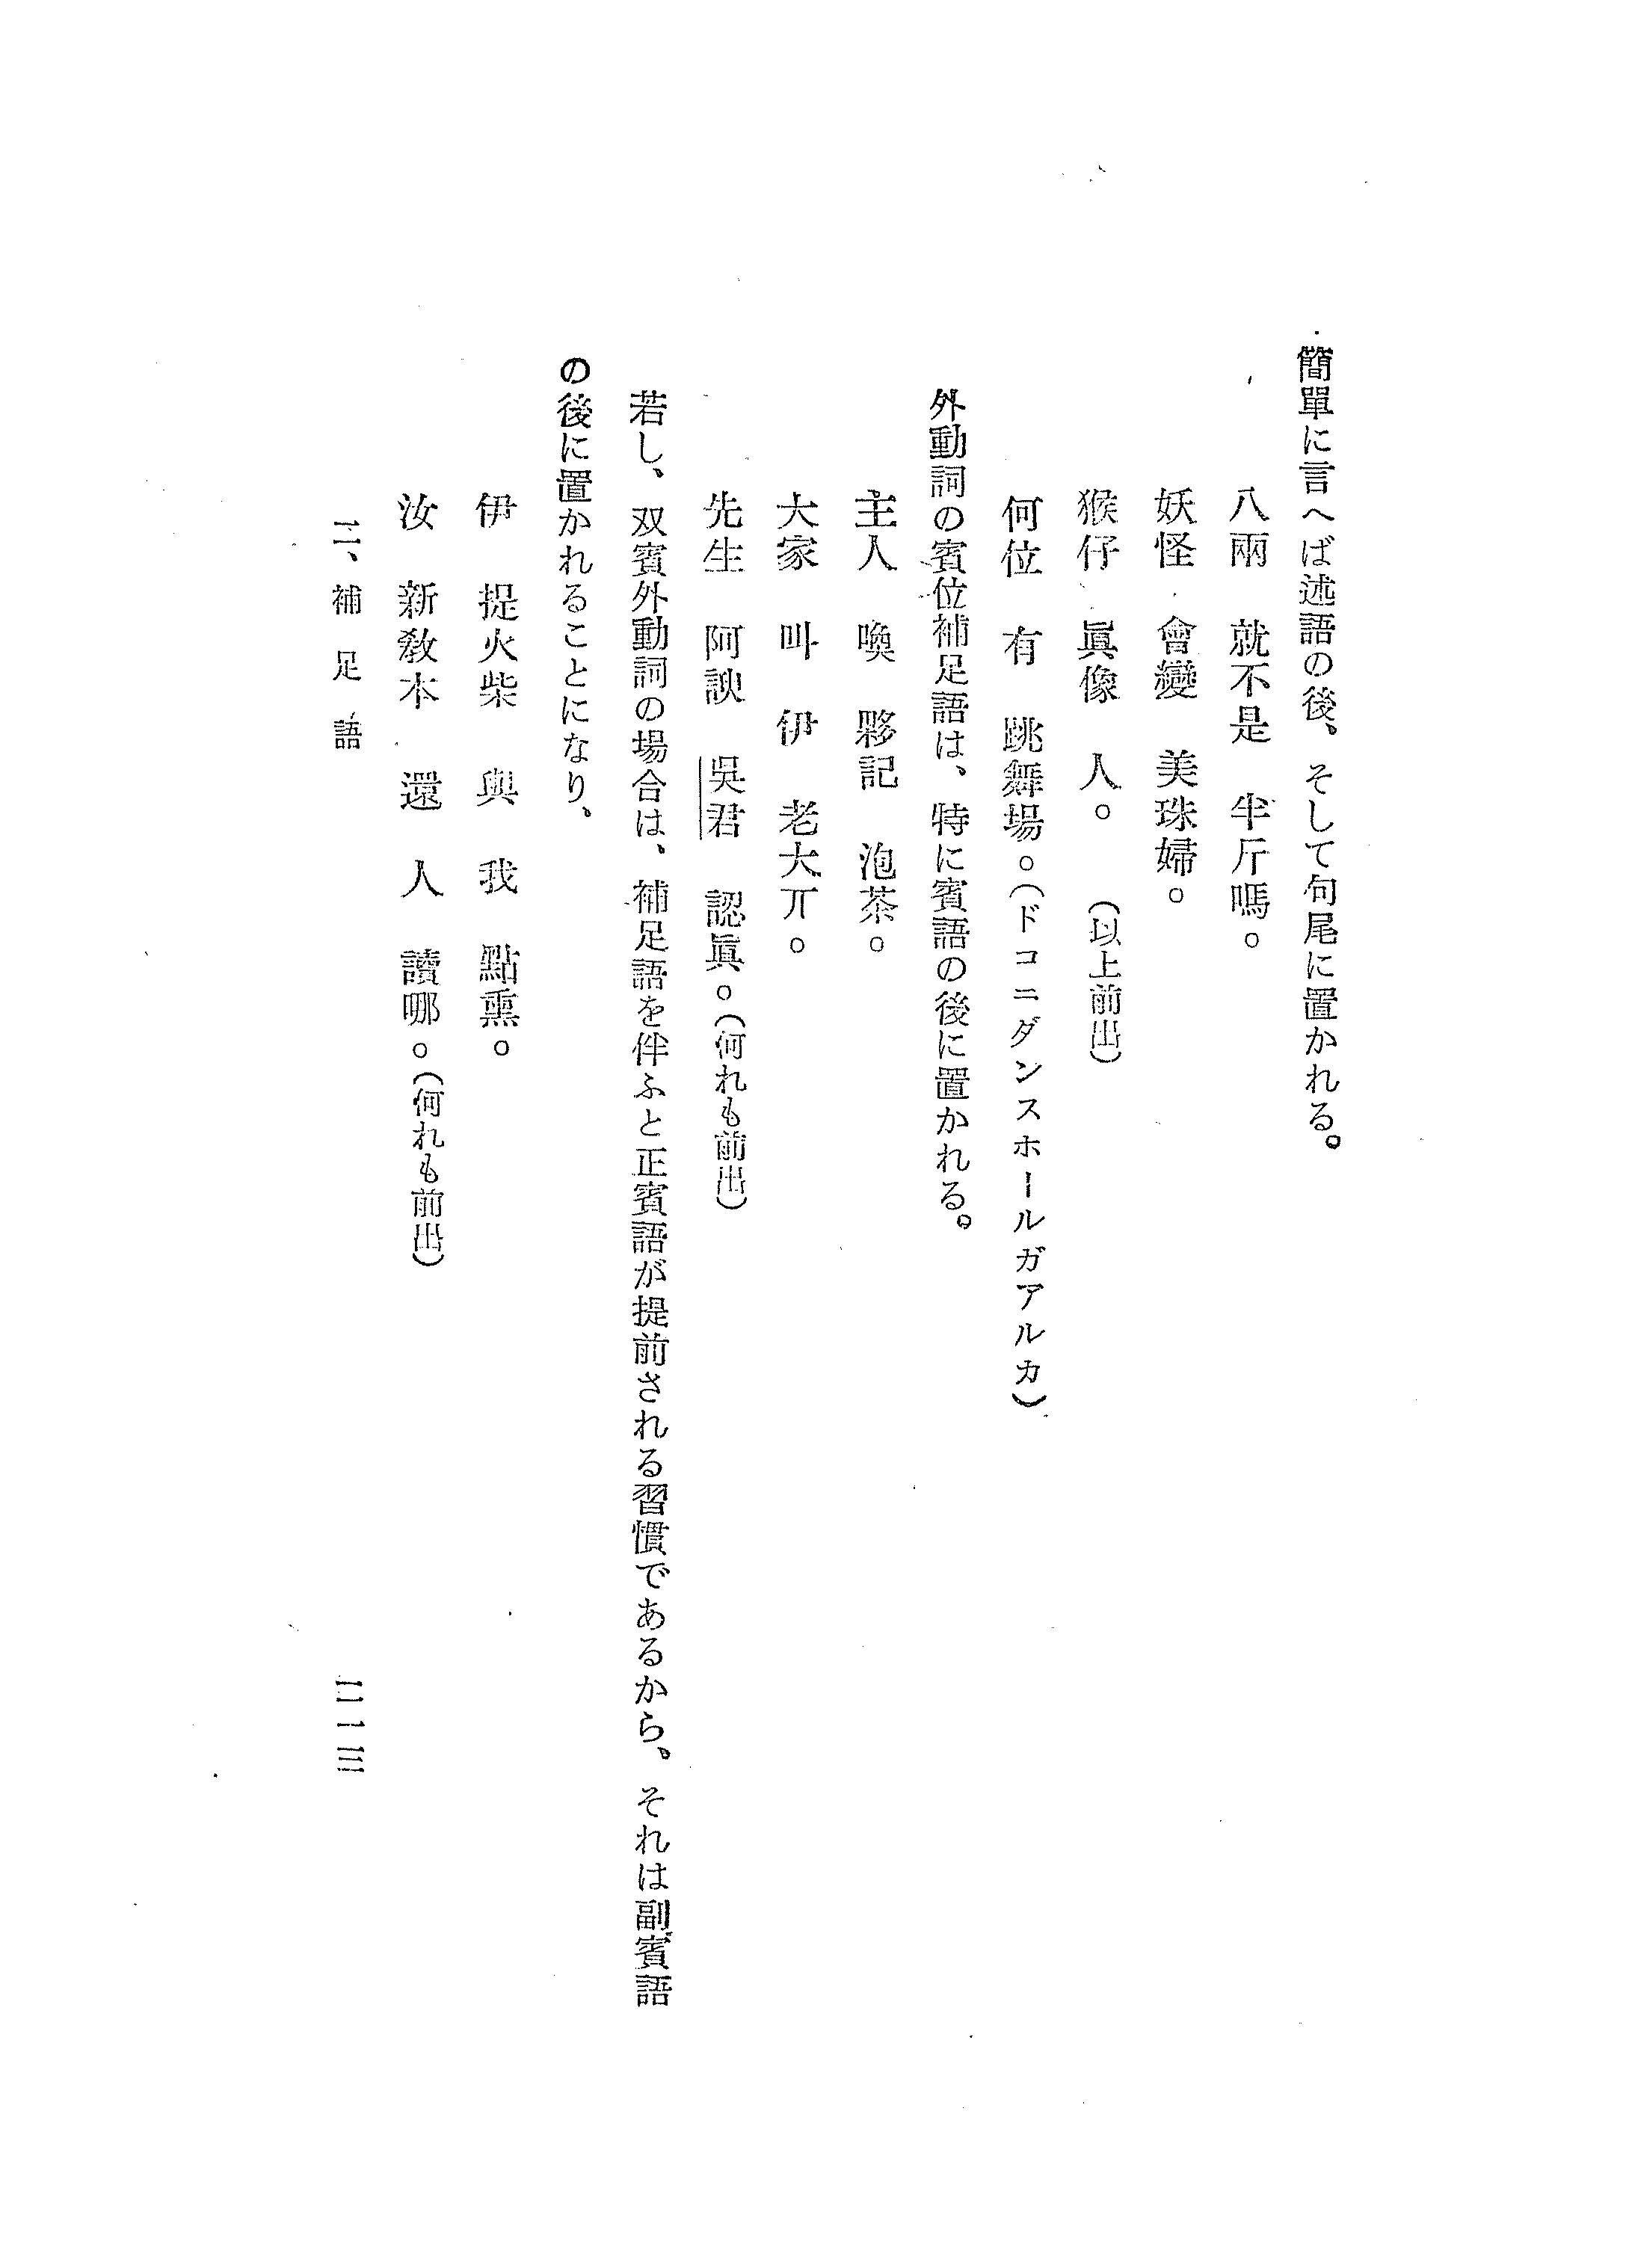 簡單に言へば述語の後、そして句尾に置かれる。
八兩　就不是　半斤嗎。
妖怪　會變　美珠婦。
猴仔　眞像　人。　（以上前出）
何位　有　跳舞場。（ドコニダンスホールガアルカ）
外動詞の賓位補足語は、特に賓語の後に置かれる。
主人　喚　夥記　泡茶。
大家　叫　伊　老大丌。
先生　阿諛　吳君　認眞。（何れも前出）
若し、双賓外動詞の場合は、補足語を伴ふと正賓語が提前される習慣であるから、それは副賓語
の後に置かれることになり、
伊　提火柴　與　我　點熏。
汝　新敎本　還　人　讀哪。（何れも前出）
二、補足語
二一三